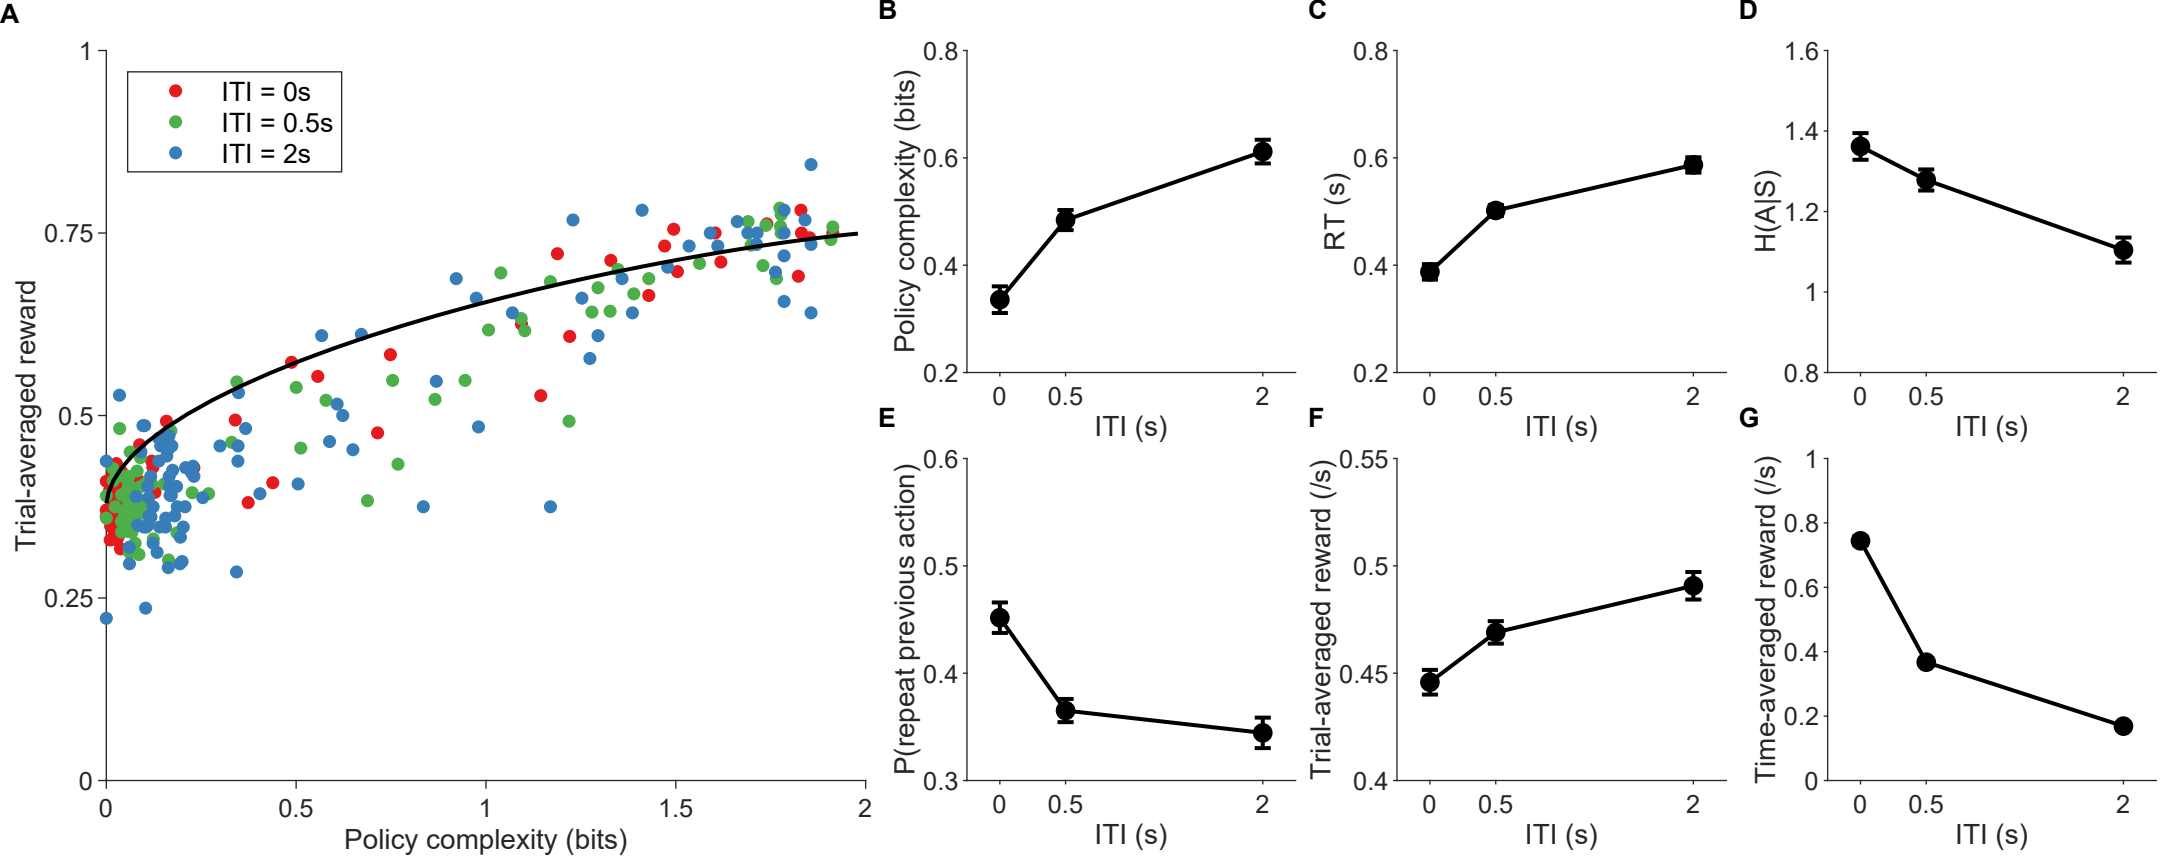 A
1
0.75
0.5
0.25
0
0
0.5
1
1.5
2
Trial-averaged reward
Policy complexity (bits)
ITI = 0s
ITI = 0.5s
ITI = 2s
B
0.8
0.6
0.4
0.2
0
0.5
2
Policy complexity (bits)
ITI (s)
C
0.8
0.6
0.4
0.2
0
0.5
2
RT (s)
ITI (s)
D
1.6
1.4
1.2
1
0.8
0
0.5
2
H(A|S)
ITI (s)
E
0.6
0.5
0.4
0.3
0
0.5
2
P(repeat previous action)
ITI (s)
F
0.55
0.5
0.45
0.4
0
0.5
2
Trial-averaged reward (/s)
ITI (s)
G
1
0.8
0.6
0.4
0.2
0
0
0.5
2
Time-averaged reward (/s)
ITI (s)